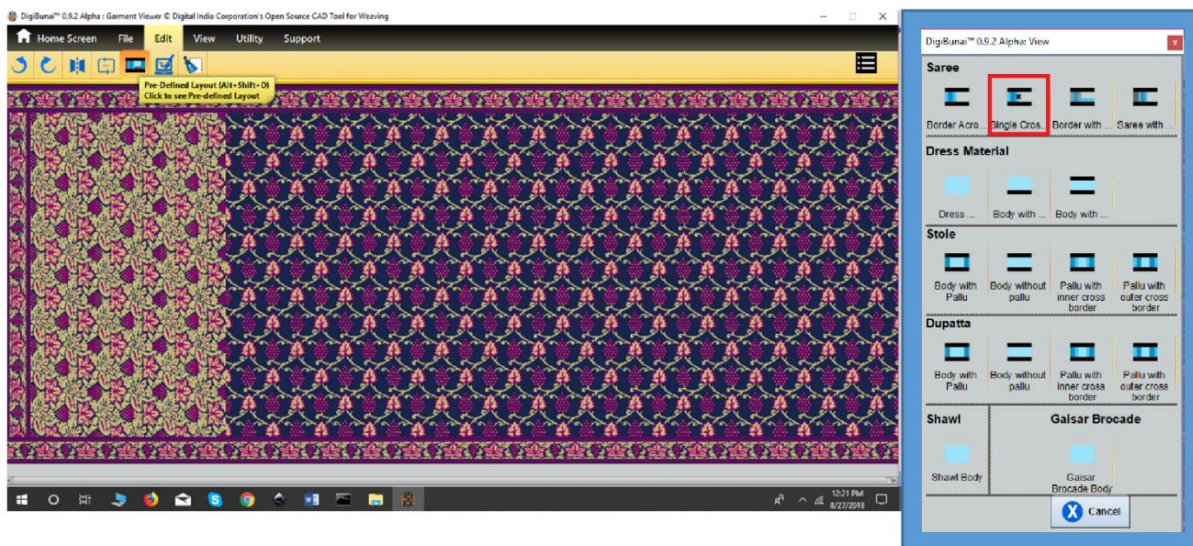 DigiBunai™ 0.9.2 Alpha : Garment Viewer © Digital India Corporation's Open Source CAD Tool for Weaving
Home Screen File Edit View Utility Support
Pre-Defined Layout (Alt+Shift+D)
Click to see Pre-defined Layout
12:21 PM
8/27/2018
DigiBunai™ 0.9.2 Alpha: View
Saree
Border Acro... Single Cros... Border with ... Saree with ...
Dress Material
Dress ... Body with ... Body with ...
Stole
Body with Pallu
Body without pallu
Pallu with inner cross border
Pallu with outer cross border
Dupatta
Body with Pallu
Body without pallu
Pallu with inner cross border
Pallu with outer cross border
Shawl
Shawl Body
Gaisar Brocade
Gaisar Brocade Body
Cancel